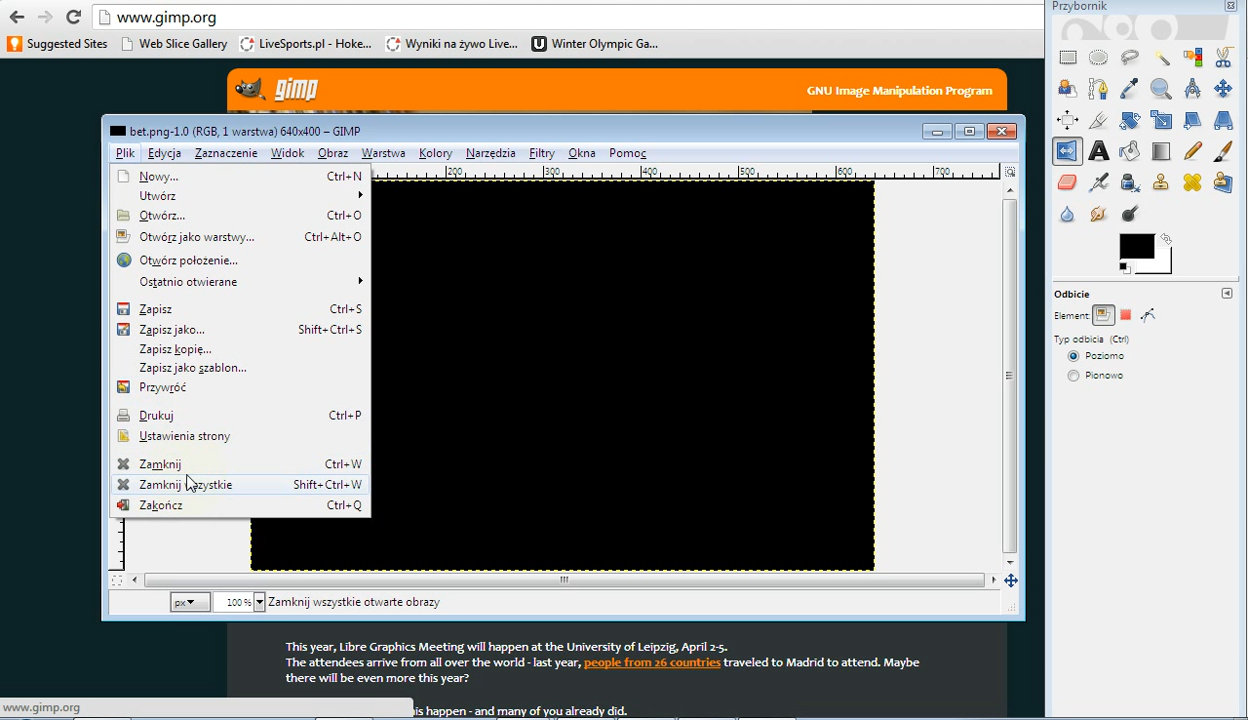 www.gimp.org
Suggested Sites
Web Slice Gallery
LiveSports.pl - Hoke...
Wyniki na żywo Live...
Winter Olympic Ga...
gimp
GNU Image Manipulation Program
bet.png-1.0 (RGB, 1 warstwa) 640x400 – GIMP
Plik Edycja Zaznaczenie Widok Obraz Warstwa Kolory Narzędzia Filtry Okna Pomoc
200 300 400 500 600 700
Nowy... Ctrl+N
Utwórz
Otwórz... Ctrl+O
Otwórz jako warstwy... Ctrl+Alt+O
Otwórz położenie...
Ostatnio otwierane
Zapisz Ctrl+S
Zapisz jako... Shift+Ctrl+S
Zapisz kopię...
Zapisz jako szablon...
Przywróć
Drukuj Ctrl+P
Ustawienia strony
Zamknij Ctrl+W
Zamknij wszystkie Shift+Ctrl+W
Zakończ Ctrl+Q
px 100 % Zamknij wszystkie otwarte obrazy
Przybornik
Odbicie
Element:
Typ odbicia (Ctrl)
Poziomo
Pionowo
This year, Libre Graphics Meeting will happen at the University of Leipzig, April 2-5.
The attendees arrive from all over the world - last year, people from 26 countries traveled to Madrid to attend. Maybe
there will be even more this year?
www.gimp.org
his happen - and many of you already did.